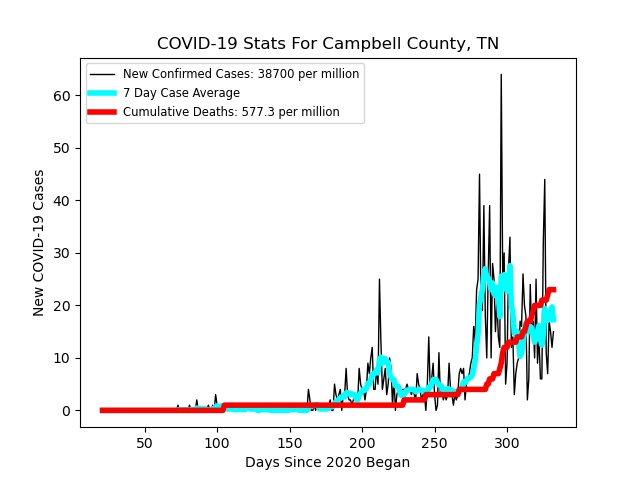 COVID-19 Stats For Campbell County, TN
New Confirmed Cases: 38700 per million
7 Day Case Average
Cumulative Deaths: 577.3 per million
New COVID-19 Cases
60
50
40
30
20
10
0
50 100 150 200 250 300
Days Since 2020 Began